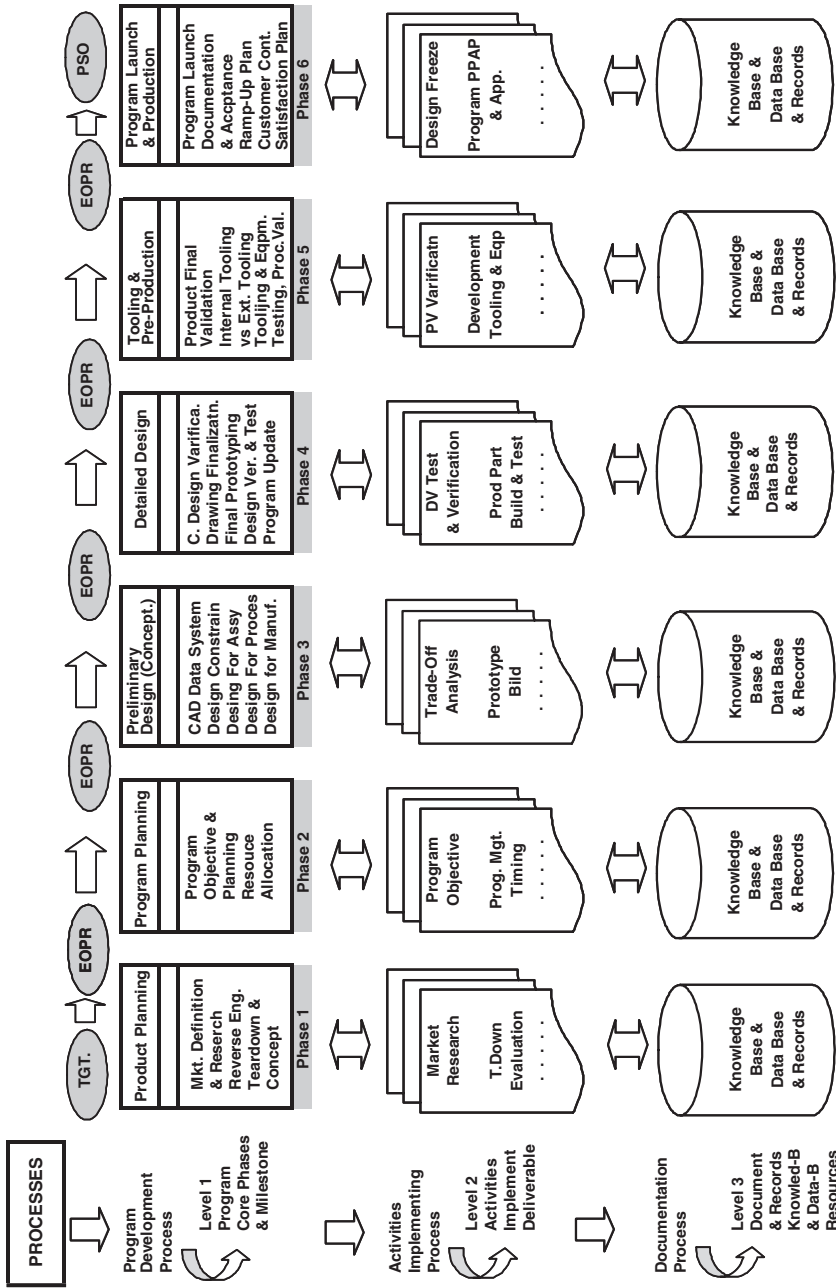 PROCESSES
Program
Development
Process
Level 1
Program
Core Phases
& Milestone
TGT.
EOPR
EOPR
EOPR
EOPR
EOPR
PSO
Product Planning
Mkt. Definition
& Reserch
Reverse Eng.
Teardown &
Concept
Phase 1
Program Planning
Program
Objective &
Planning
Resouce
Allocation
Phase 2
Preliminary
Design (Concept.)
CAD Data System
Design Constrain
Desing For Assy
Design For Proces
Design for Manuf.
Phase 3
Detailed Design
C. Design Varifica.
Drawing Finalizatn.
Final Prototyping
Design Ver. & Test
Program Update
Phase 4
Tooling &
Pre-Production
Product Final
Validation
Internal Tooling
vs Ext. Tooling
Toolijng & Eqpm.
Testing, Proc.Val.
Phase 5
Program Launch
& Production
Program Launch
Documentation
& Accptance
Ramp-Up Plan
Customer Cont.
Satisfaction Plan
Phase 6
Activities
Implementing
Process
Level 2
Activities
Implement
Deliverable
Market
Research
T.Down
Evaluation
. . . . .
Program
Objective
Prog. Mgt.
Timing
. . . . .
Trade-Off
Analysis
Prototype
Bild
. . . . .
DV Test
& Verification
Prod Part
Build & Test
. . . . .
PV Varificatn
Development
Tooling & Eqp
. . . . .
Design Freeze
Program PPAP
& App.
. . . . .
Documentation
Process
Level 3
Document
& Records
Knowled-B
& Data-B
Resources
Knowledge
Base &
Data Base
& Records
Knowledge
Base &
Data Base
& Records
Knowledge
Base &
Data Base
& Records
Knowledge
Base &
Data Base
& Records
Knowledge
Base &
Data Base
& Records
Knowledge
Base &
Data Base
& Records